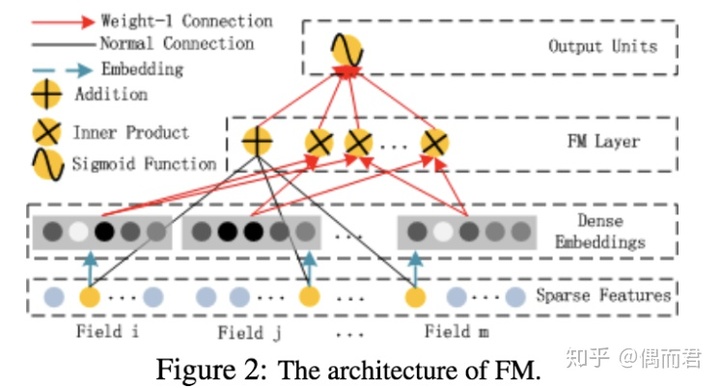 Weight-1 Connection
Normal Connection
Embedding
Addition
Inner Product
Sigmoid Function
Output Units
...
FM Layer
...
Dense
Embeddings
... ... ... ... Sparse Features
Field i Field j ... Field m
Figure 2: The architecture of FM.
知乎 @偶而君